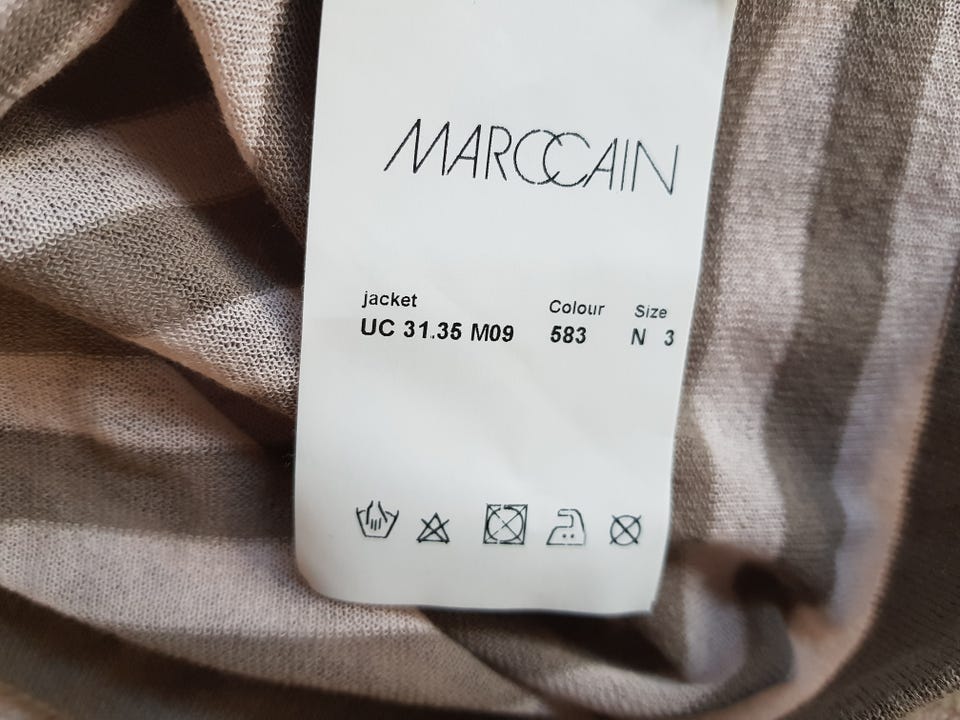 MARCCAIN
jacket Colour Size
UC 31.35 M09 583 N 3